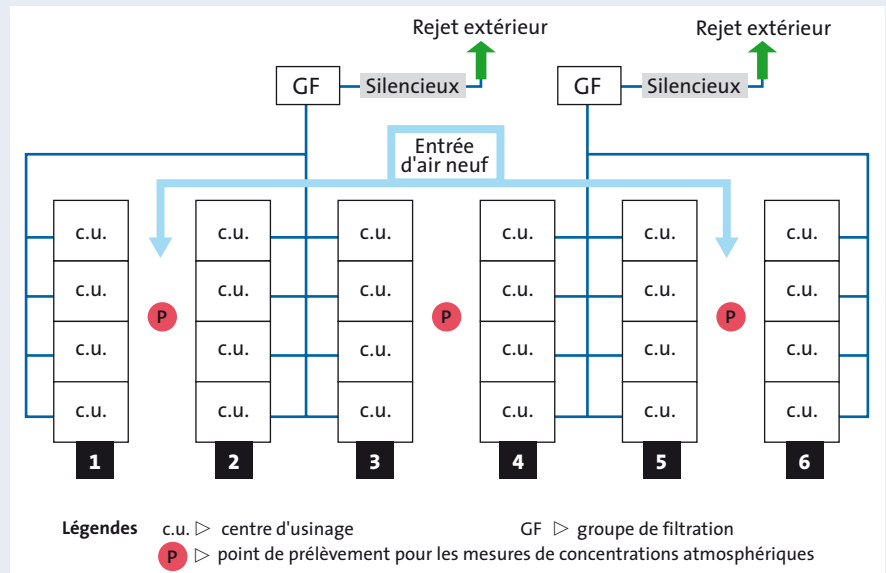 Rejet extérieur Rejet extérieur
GF Silencieux GF Silencieux
Entrée
d'air neuf
c.u. c.u. c.u. c.u. c.u. c.u.
c.u. c.u. c.u. c.u. c.u. c.u.
P P P
c.u. c.u. c.u. c.u. c.u. c.u.
c.u. c.u. c.u. c.u. c.u. c.u.
1 2 3 4 5 6
Légendes c.u. ▷ centre d'usinage GF ▷ groupe de filtration
P ▷ point de prélèvement pour les mesures de concentrations atmosphériques